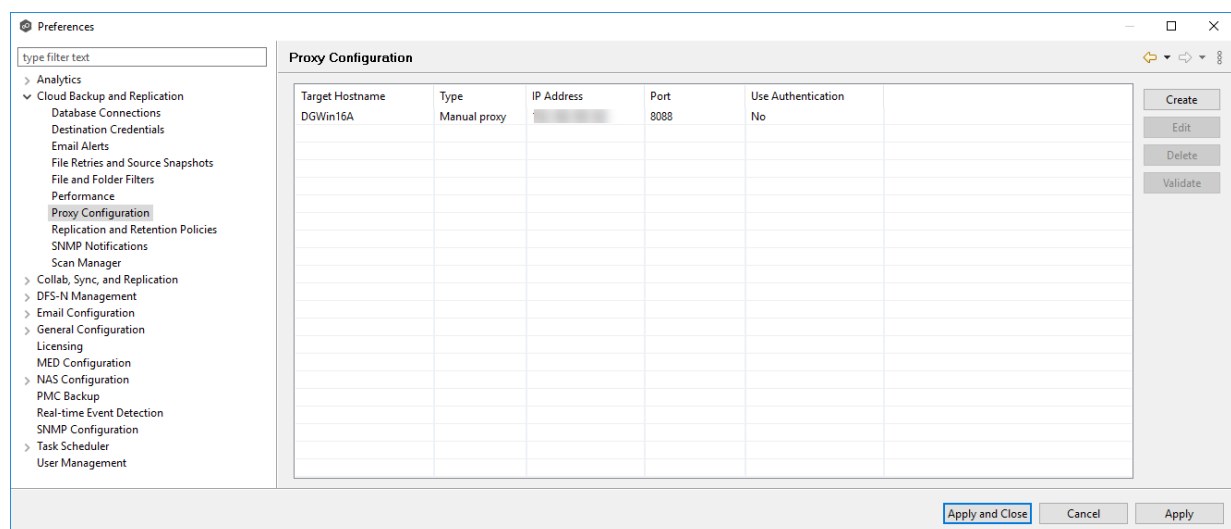 Preferences
type filter text
Analytics
Cloud Backup and Replication
Database Connections
Destination Credentials
Email Alerts
File Retries and Source Snapshots
File and Folder Filters
Performance
Proxy Configuration
Replication and Retention Policies
SNMP Notifications
Scan Manager
Collab, Sync, and Replication
DFS-N Management
Email Configuration
General Configuration
Licensing
MED Configuration
NAS Configuration
PMC Backup
Real-time Event Detection
SNMP Configuration
Task Scheduler
User Management
Proxy Configuration
Target Hostname Type IP Address Port Use Authentication
DGWin16A Manual proxy 8088 No
Create
Edit
Delete
Validate
Apply and Close Cancel Apply